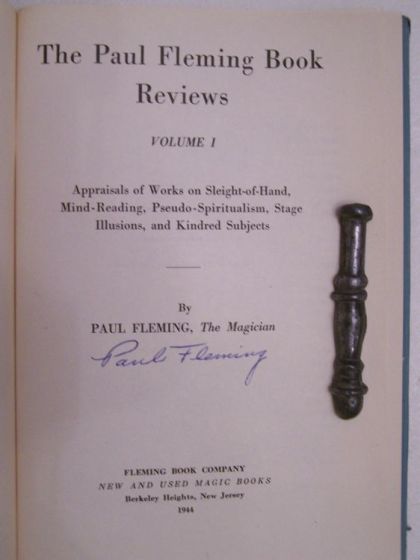 The Paul Fleming Book
Reviews
VOLUME I
Appraisals of Works on Sleight-of-Hand,
Mind-Reading, Pseudo-Spiritualism, Stage
Illusions, and Kindred Subjects
By
PAUL FLEMING, The Magician
Paul Fleming
FLEMING BOOK COMPANY
NEW AND USED MAGIC BOOKS
Berkeley Heights, New Jersey
1944